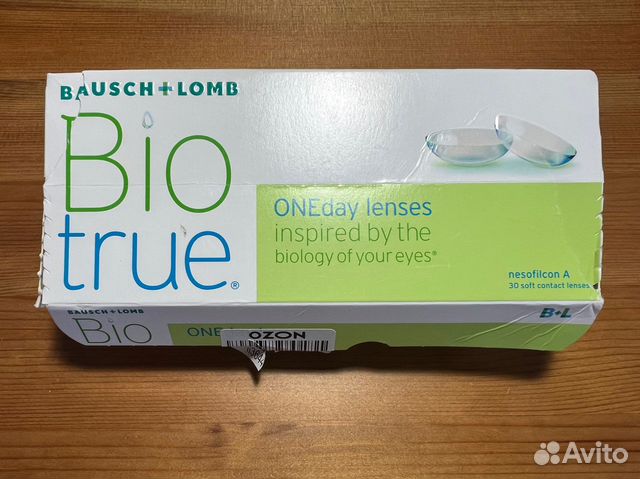 BAUSCH + LOMB
Bio
true®
ONEday lenses
inspired by the
biology of your eyes®
nesofilcon A
30 soft contact lenses
BAUSCH + LOMB
Bio
ONE
OZON
B+L
Avito